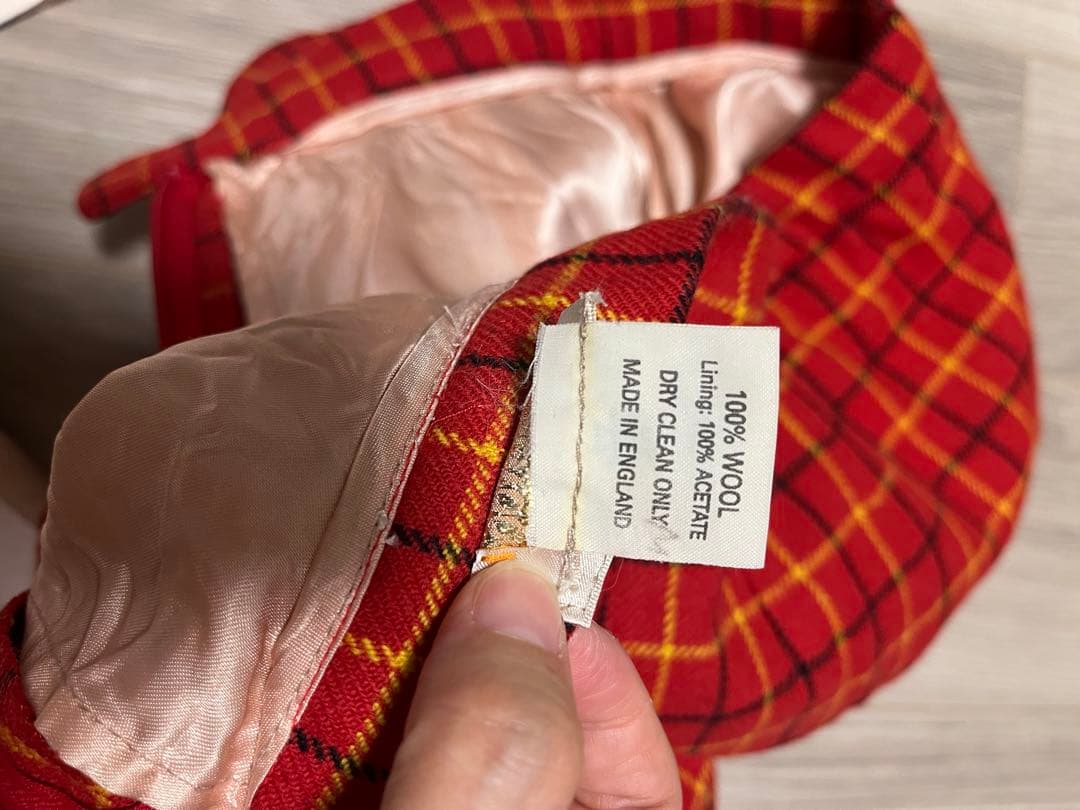 100% WOOL
Lining: 100% ACETATE
DRY CLEAN ONLY
MADE IN ENGLAND